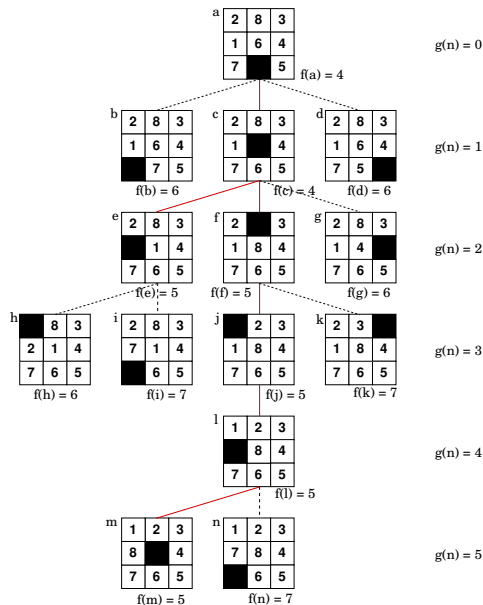 a
2 8 3
1 6 4
g(n) = 0
7 5
f(a) = 4
b c d
2 8 3 2 8 3 2 8 3
1 6 4 1 4 1 6 4
g(n) = 1
7 5 7 6 5 7 5
f(b) = 6 f(c) = 4 f(d) = 6
e f g
2 8 3 2 3 2 8 3
1 4 1 8 4 1 4
g(n) = 2
7 6 5 7 6 5 7 6 5
f(e) = 5 f(f) = 5 f(g) = 6
h i j k
8 3 2 8 3 2 3 2 3
2 1 4 7 1 4 1 8 4 1 8 4
g(n) = 3
7 6 5 6 5 7 6 5 7 6 5
f(h) = 6 f(i) = 7 f(j) = 5 f(k) = 7
l
1 2 3
8 4
g(n) = 4
7 6 5
f(l) = 5
m n
1 2 3 1 2 3
8 4 7 8 4
g(n) = 5
7 6 5 6 5
f(m) = 5 f(n) = 7